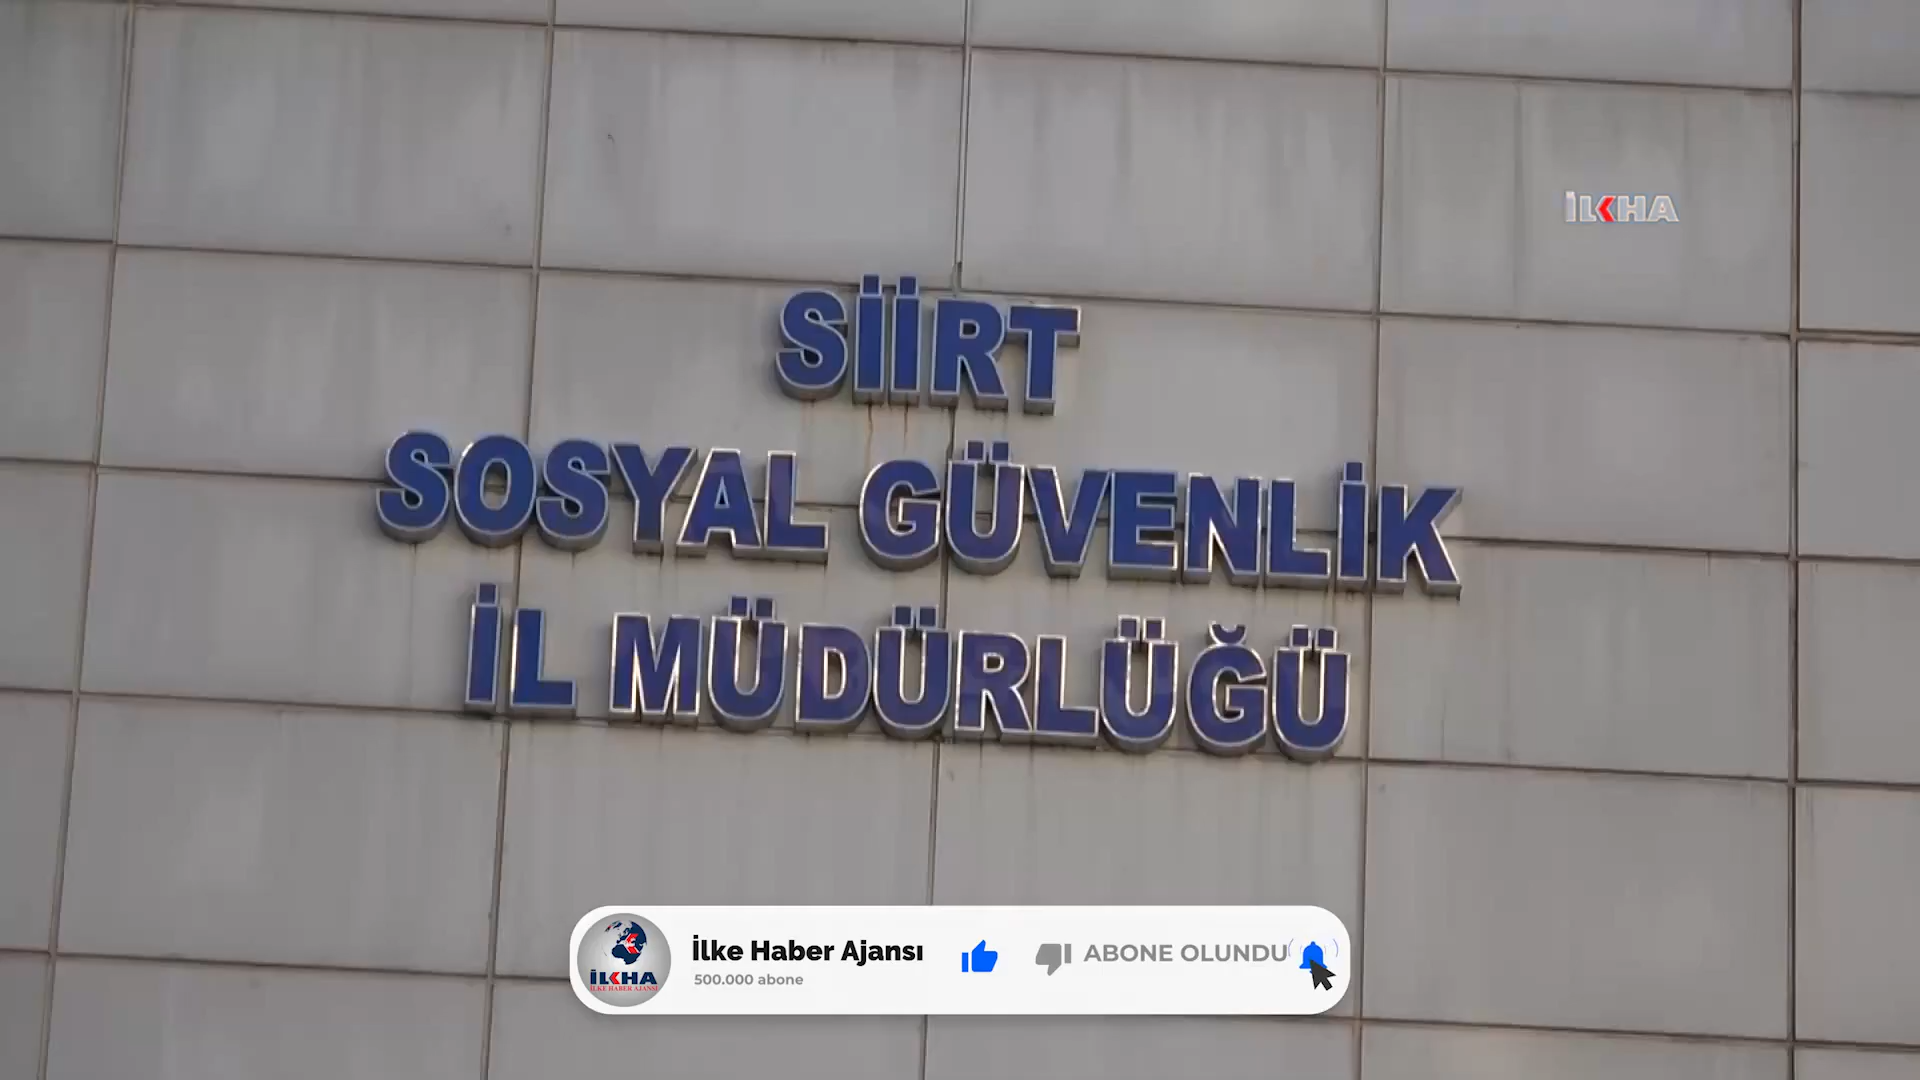 İLKHA
SİİRT
SOSYAL GÜVENLİK
İL MÜDÜRLÜĞÜ
İLKHA
İLKE HABER AJANSI
İlke Haber Ajansı
500.000 abone
ABONE OLUNDU